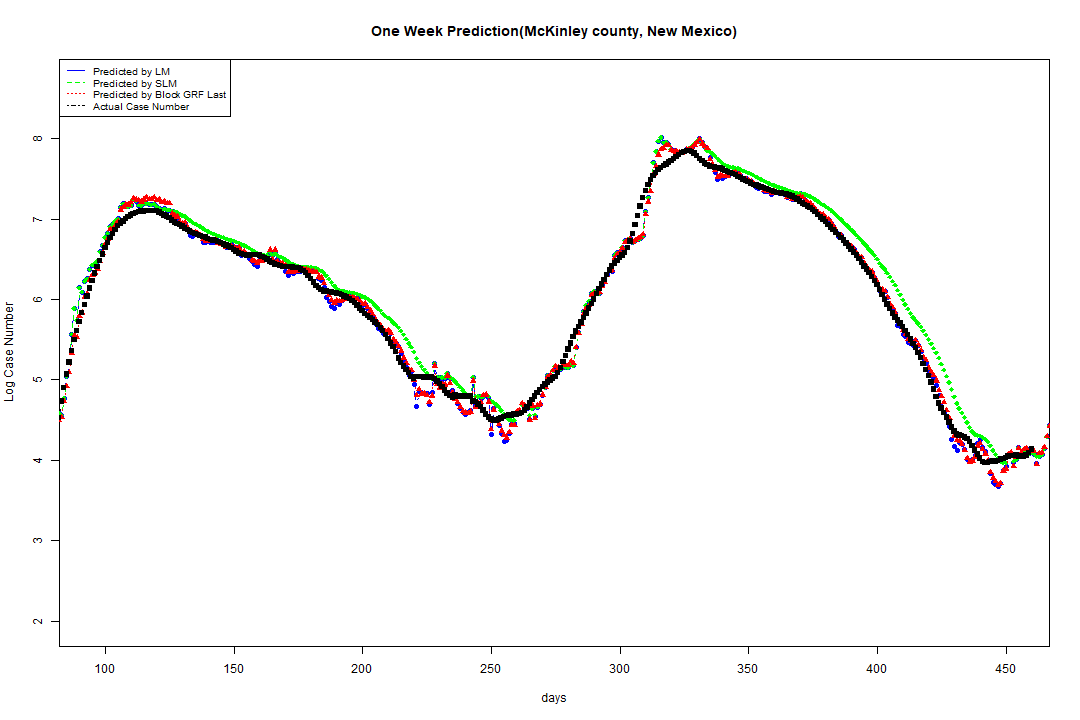 One Week Prediction(McKinley county, New Mexico)
Predicted by LM
Predicted by SLM
Predicted by Block GRF Last
Actual Case Number
8
7
6
5
4
3
2
Log Case Number
100 150 200 250 300 350 400 450
days